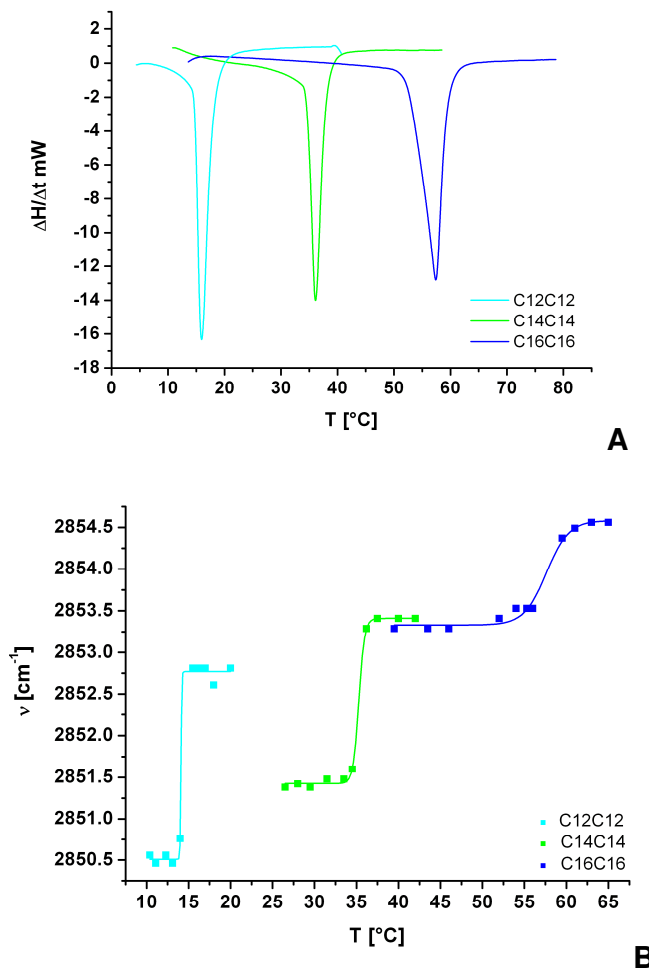 2
0
-2
-4
-6
-8
-10
-12
-14
-16
-18
ΔH/Δt mW
C12C12
C14C14
C16C16
0 10 20 30 40 50 60 70 80
T [°C]
A
2854.5
2854.0
2853.5
2853.0
2852.5
2852.0
2851.5
2851.0
2850.5
ν [cm⁻¹]
C12C12
C14C14
C16C16
10 15 20 25 30 35 40 45 50 55 60 65
T [°C]
B